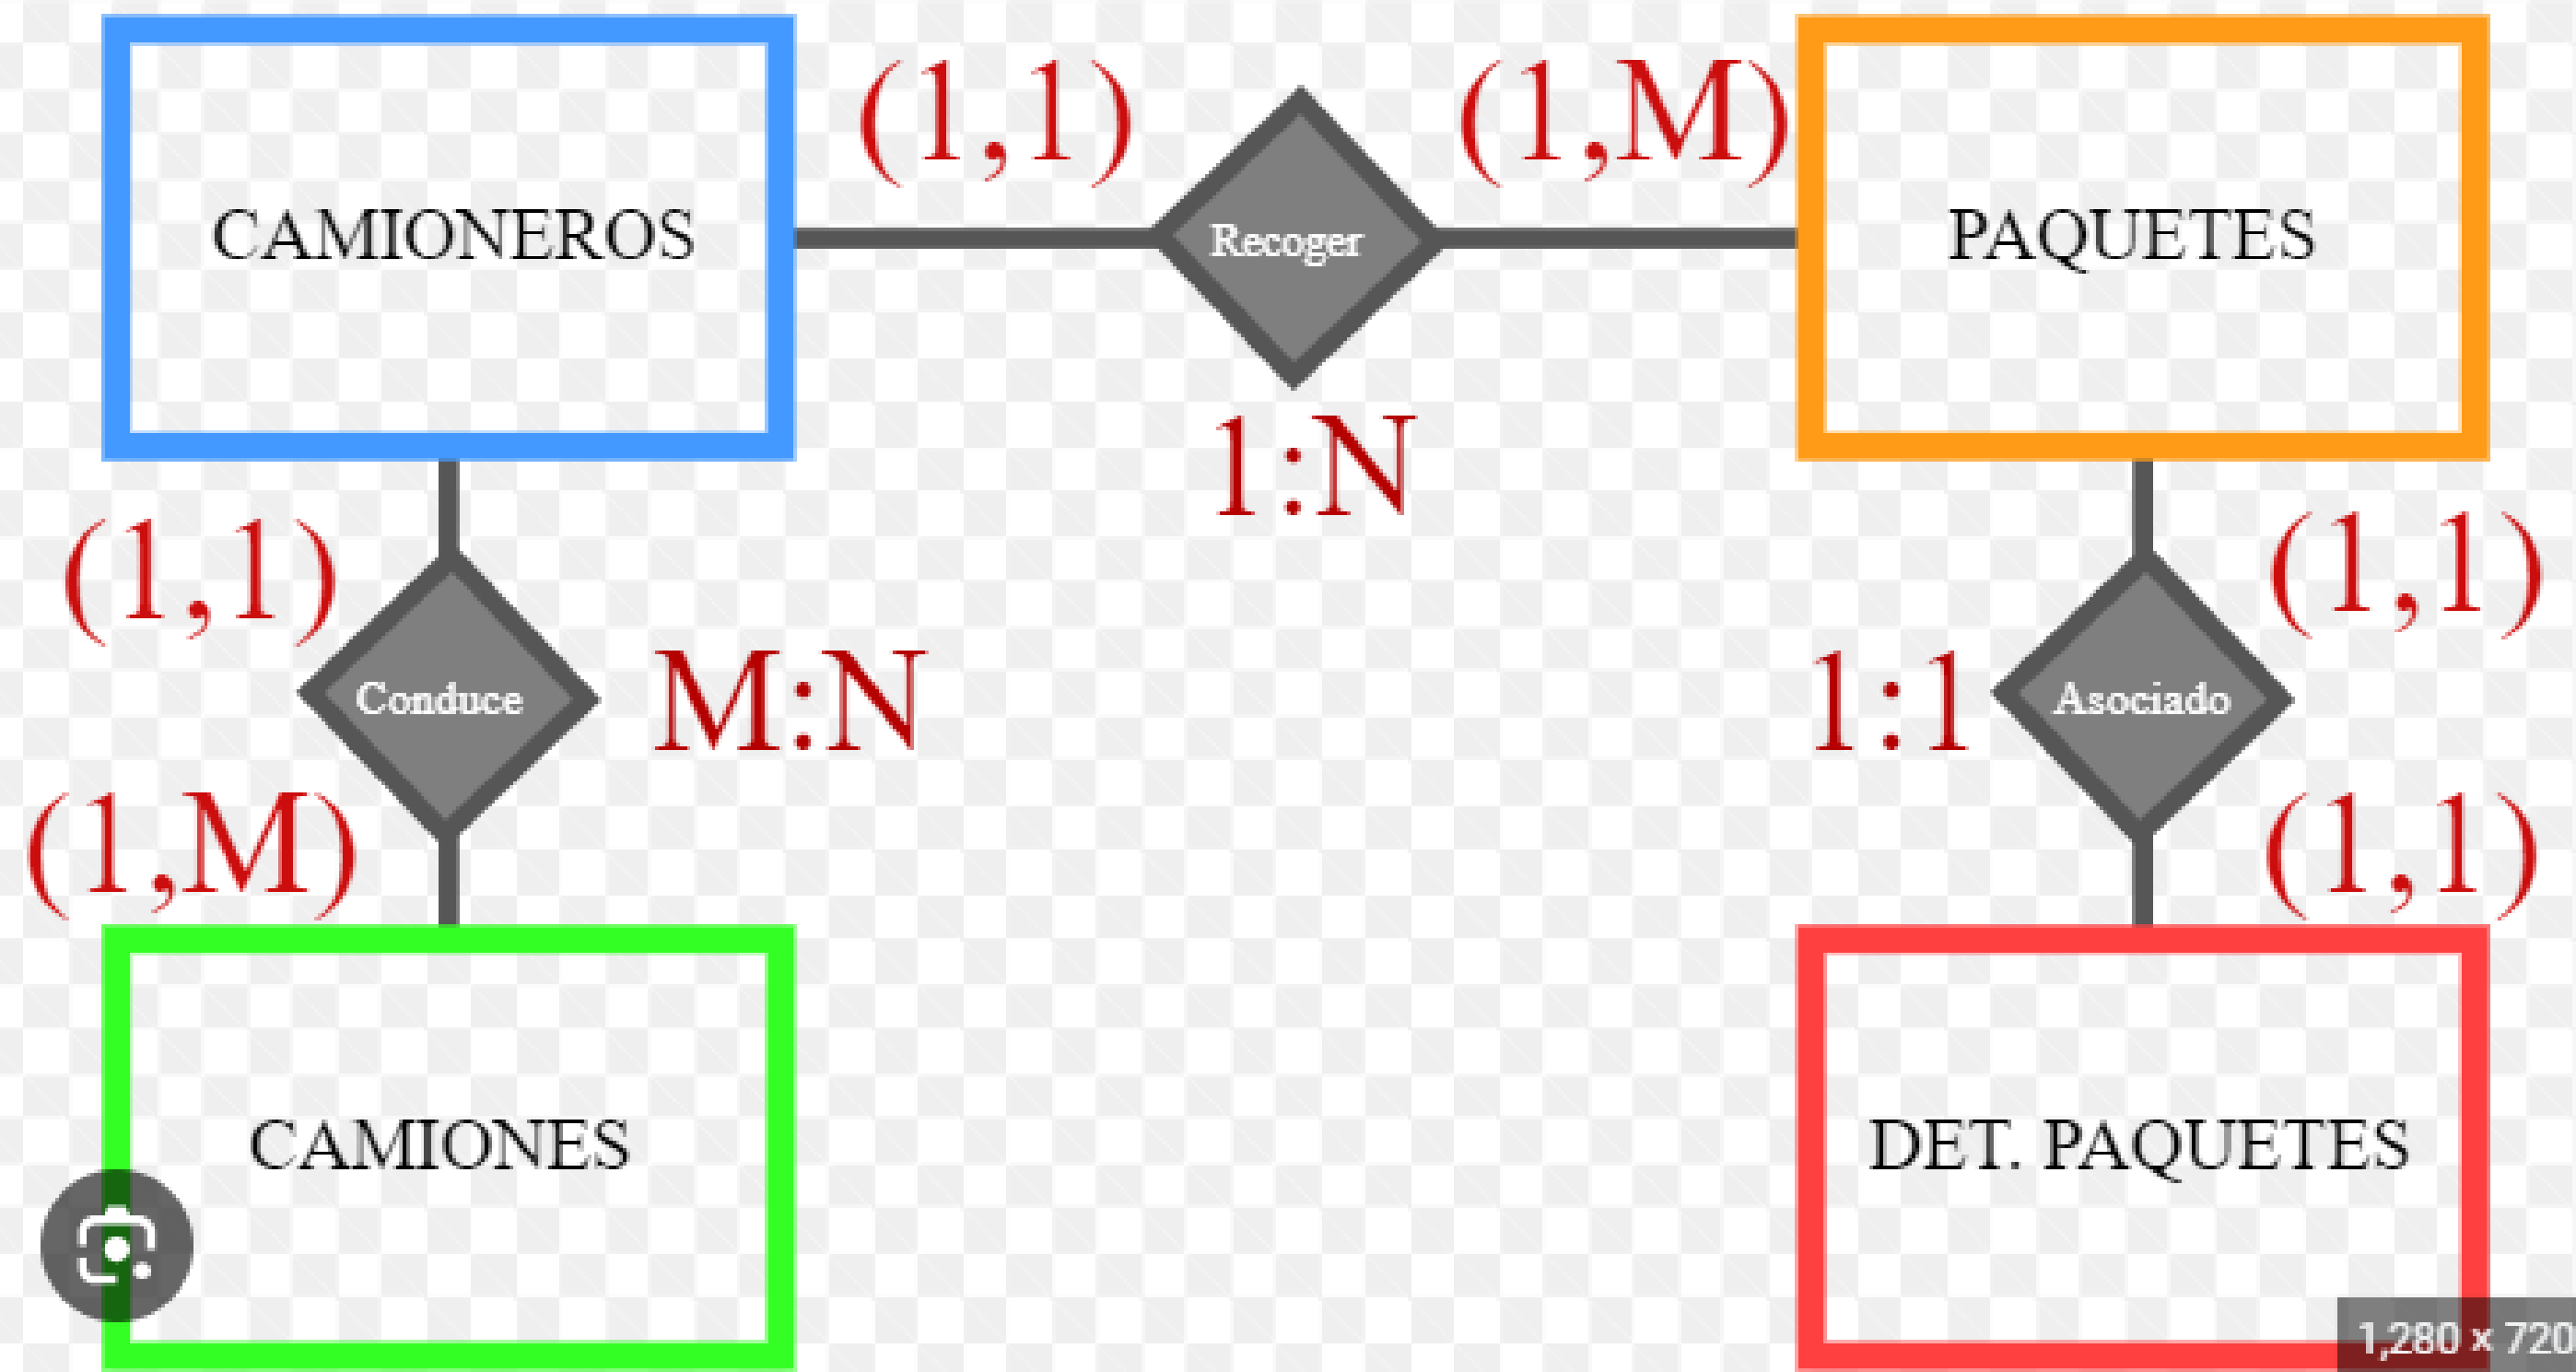 CAMIONEROS
(1,1)
Recoger
(1,M)
PAQUETES
1:N
(1,1)
Conduce
M:N
(1,M)
(1,1)
1:1
Asociado
(1,1)
CAMIONES
DET. PAQUETES
1,280 x 720